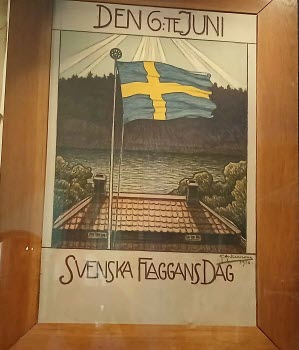 DEN 6:TE JUNI
SVENSKA FLAGGANS DAG